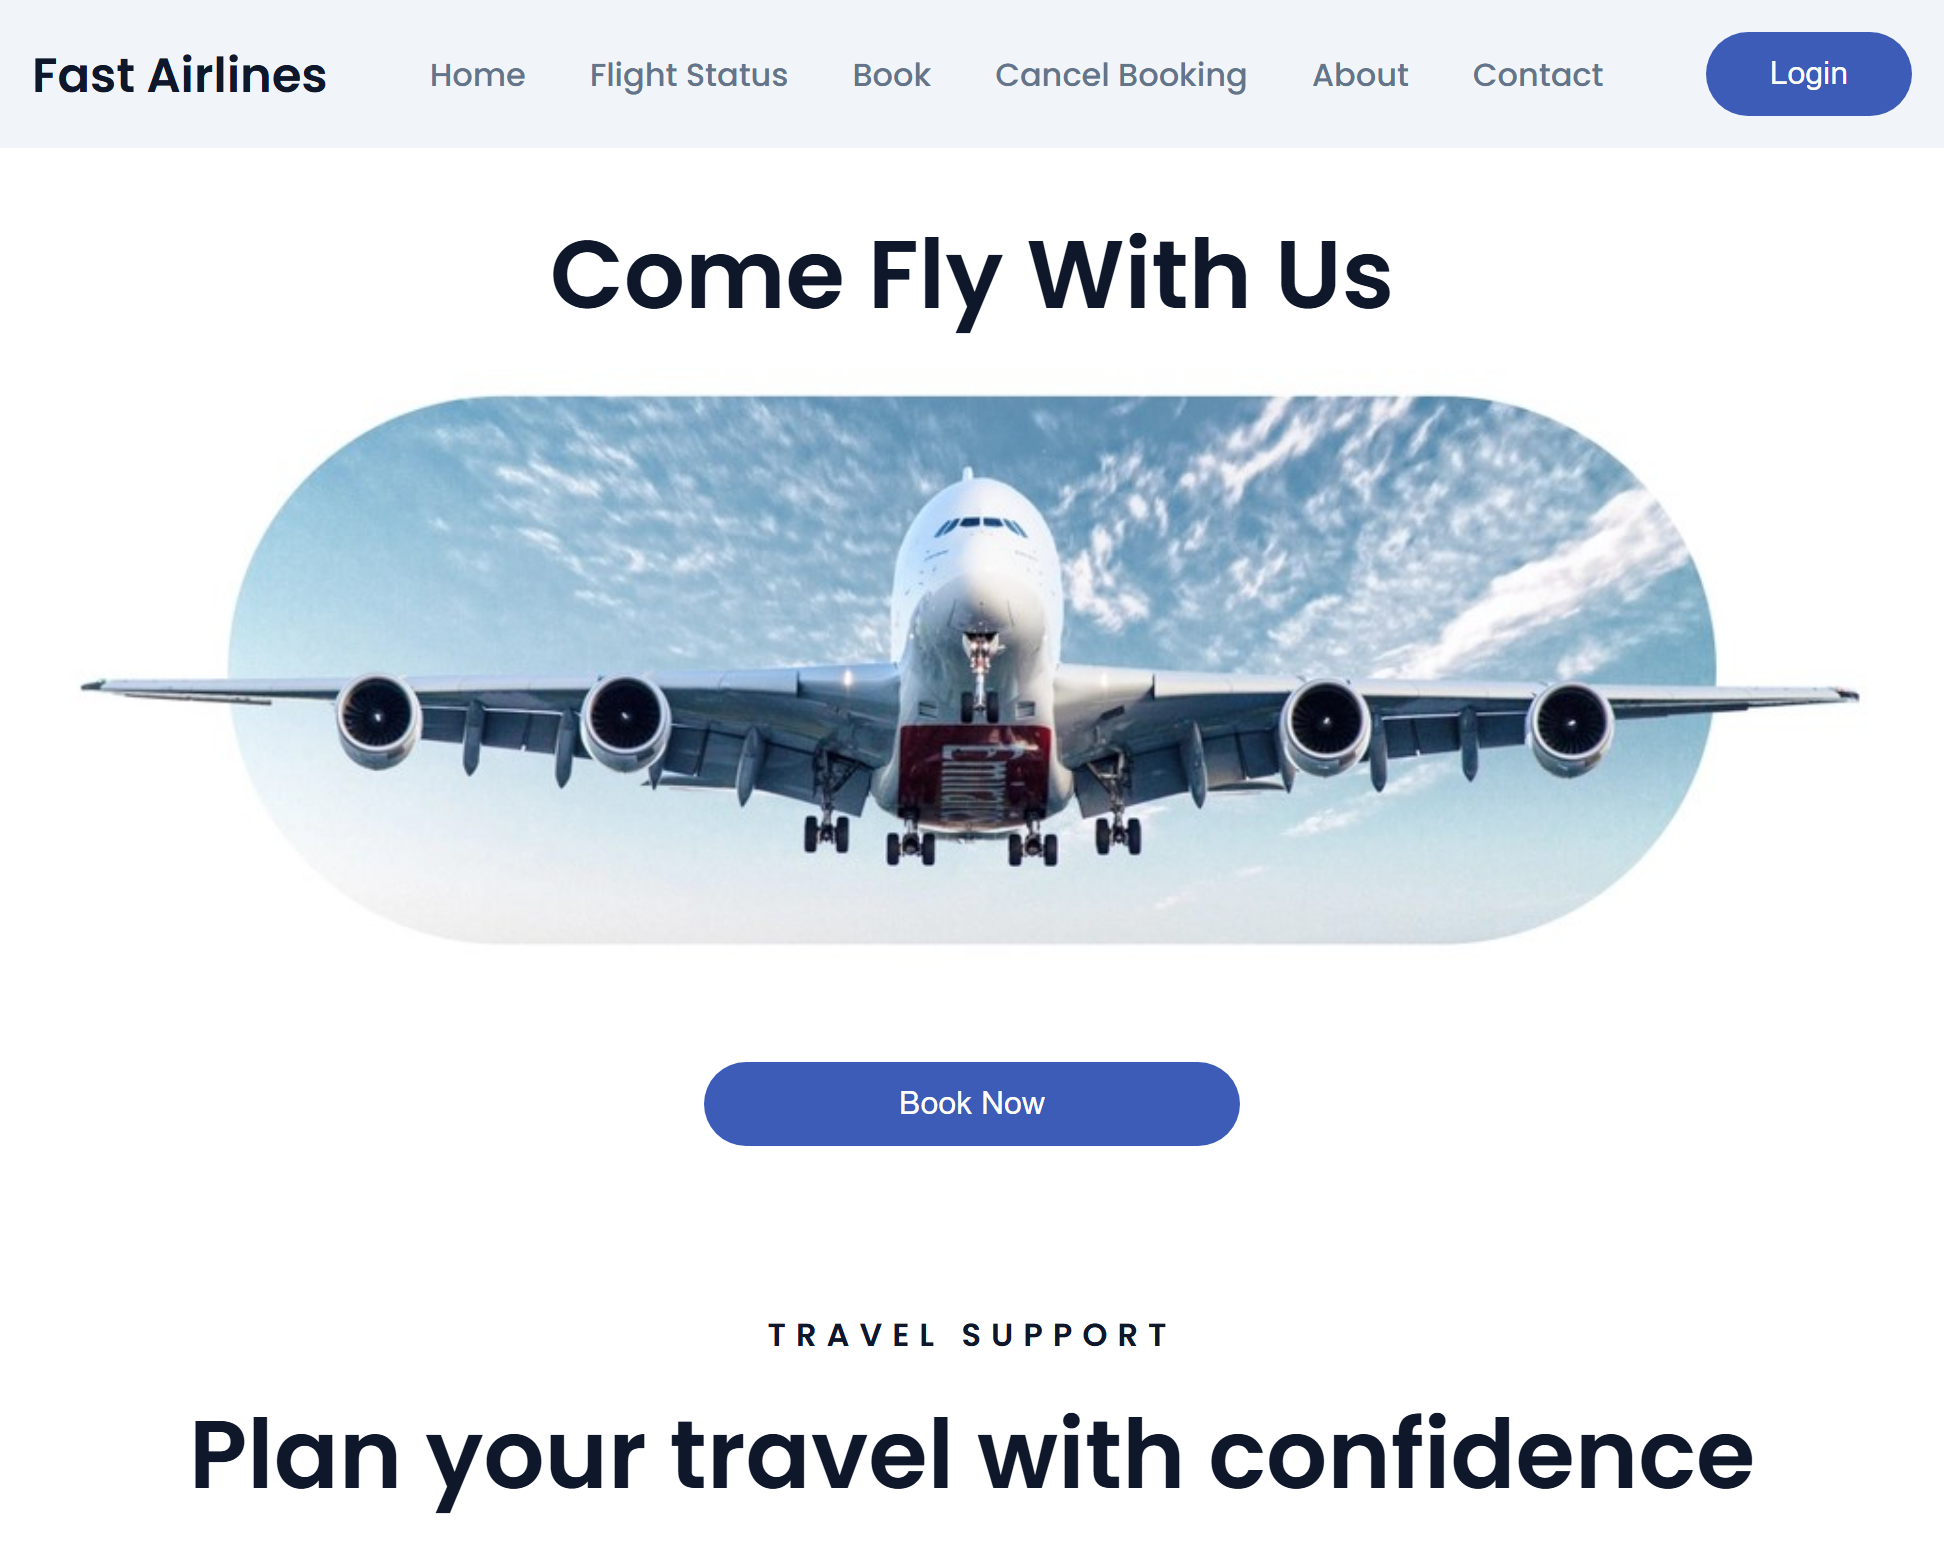 Fast Airlines
Home
Flight Status
Book
Cancel Booking
About
Contact
Login
Come Fly With Us
Book Now
TRAVEL SUPPORT
Plan your travel with confidence